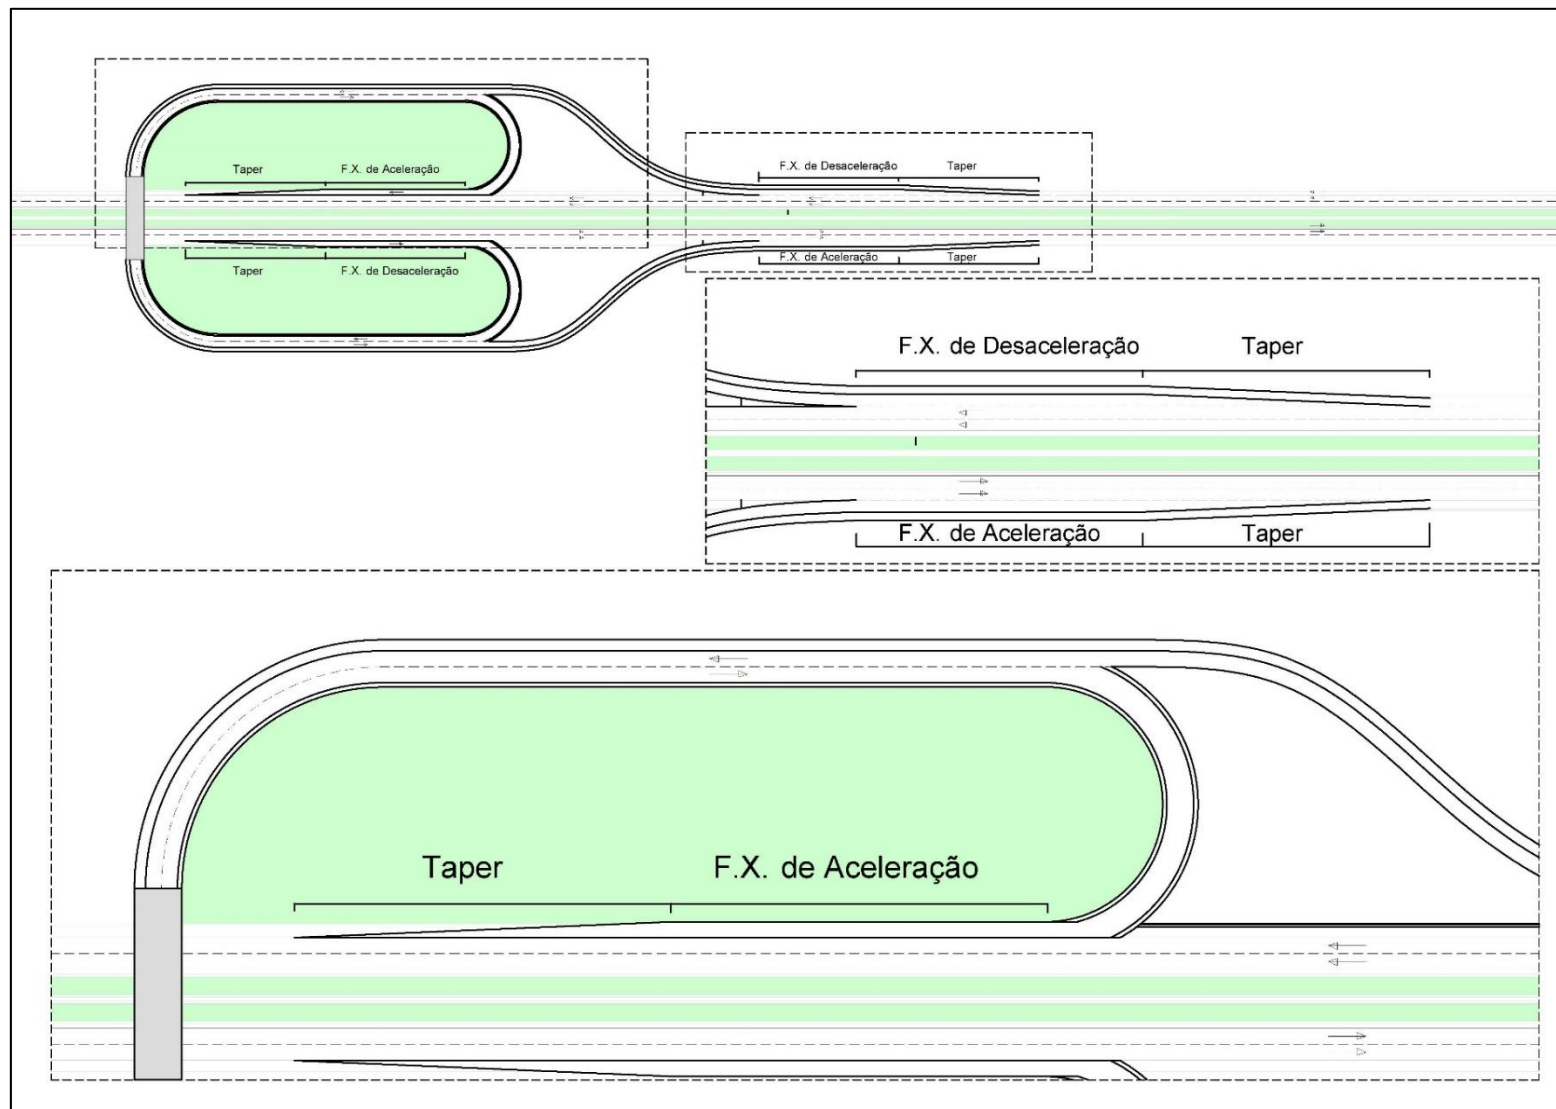 F.X. de Desaceleração Taper
Taper F.X. de Aceleração
Taper F.X. de Desaceleração
F.X. de Aceleração Taper
F.X. de Desaceleração Taper
F.X. de Aceleração Taper
Taper F.X. de Aceleração